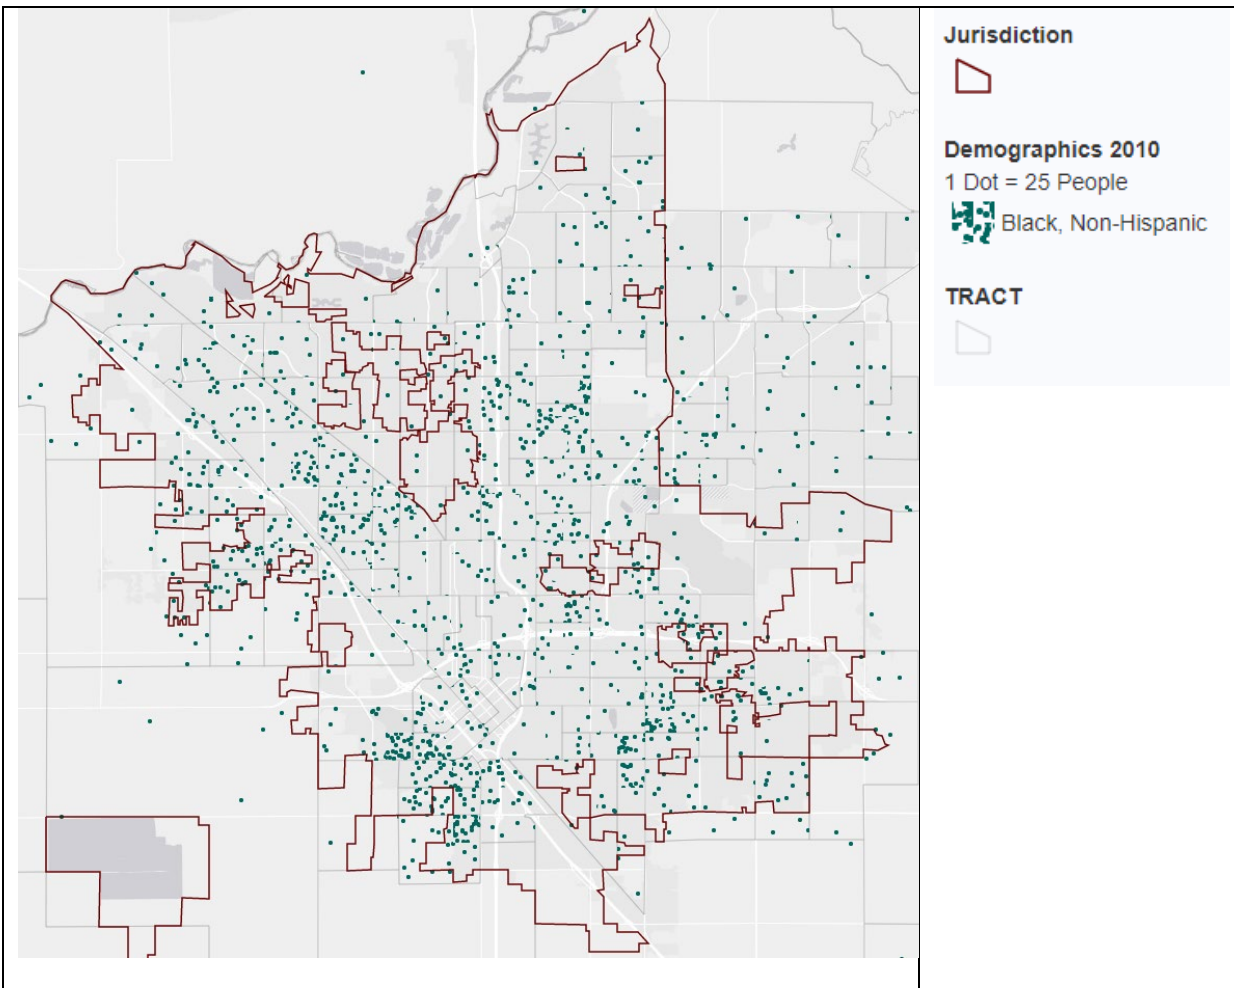 Jurisdiction
Demographics 2010
1 Dot = 25 People
Black, Non-Hispanic
TRACT